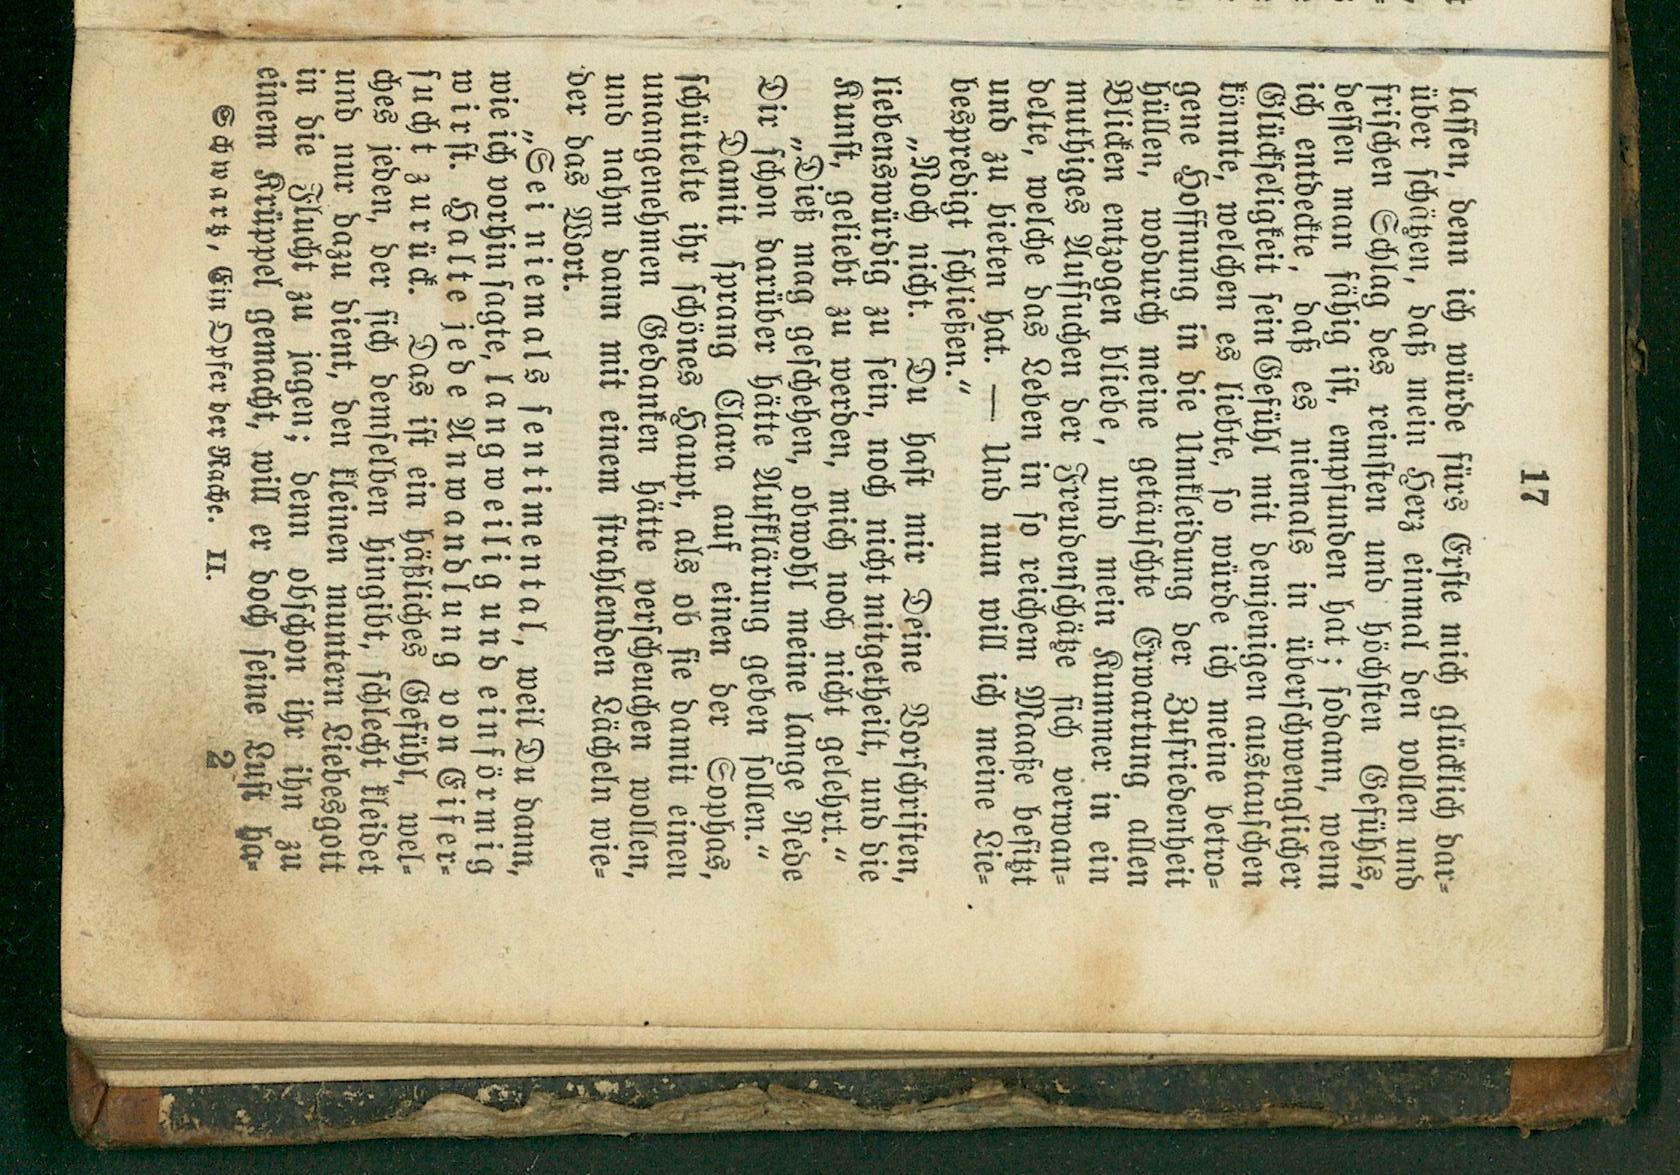 17
lassen, denn ich würde fürs Erste mich glücklich dar-
über schätzen, daß mein Herz einmal den vollen und
frischen Schlag des reinsten und höchsten Gefühls,
dessen man fähig ist, empfunden hat; sodann, wenn
ich entdeckte, daß es niemals in überschwenglicher
Glückseligkeit sein Gefühl mit demjenigen austauschen
könnte, welchen es liebte, so würde ich meine betro-
gene Hoffnung in die Umkleidung der Zufriedenheit
hüllen, wodurch meine getäuschte Erwartung allen
Blicken entzogen bliebe, und mein Kummer in ein
muthiges Aufsuchen der Freudenschätze sich verwan-
delte, welche das Leben in so reichem Maaße besitzt
und zu bieten hat. — Und nun will ich meine Lie-
bespredigt schließen.“
„Noch nicht. Du hast mir Deine Vorschriften,
liebenswürdig zu sein, noch nicht mitgetheilt, und die
Kunst, geliebt zu werden, mich noch nicht gelehrt.“
„Dieß mag geschehen, obwohl meine lange Rede
Dir schon darüber hätte Aufklärung geben sollen.“
Damit sprang Clara auf einen der Sophas,
schüttelte ihr schönes Haupt, als ob sie damit einen
unangenehmen Gedanken hätte verscheuchen wollen,
und nahm dann mit einem strahlenden Lächeln wie-
der das Wort.
„Sei niemals sentimental, weil Du dann,
wie ich vorhin sagte, langweilig und einförmig
wirst. Halte jede Anwandlung von Eifer-
sucht zurück. Das ist ein häßliches Gefühl, wel-
ches jeden, der sich demselben hingibt, schlecht kleidet
und nur dazu dient, den kleinen muntern Liebesgott
in die Flucht zu jagen; denn obschon ihr ihn zu
einem Krüppel gemacht, will er doch seine Lust ha-
Schwartz, Ein Opfer der Rache. II. 2